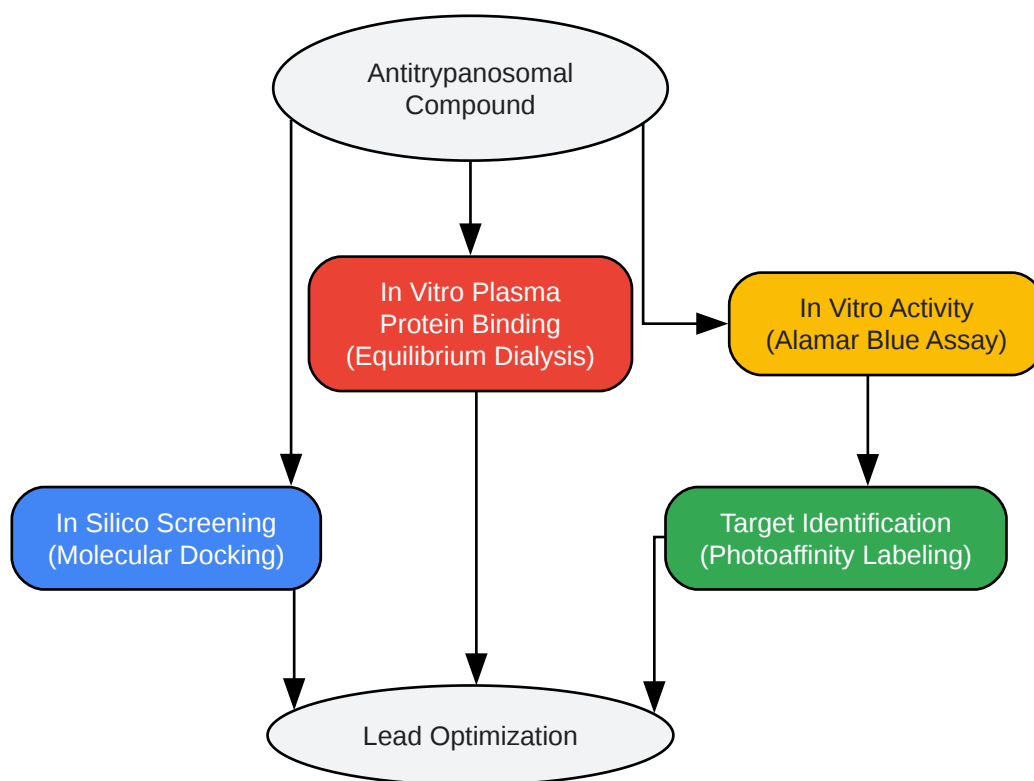 Antitrypanosomal
Compound
In Vitro Plasma
Protein Binding
(Equilibrium Dialysis)
In Vitro Activity
(Alamar Blue Assay)
In Silico Screening
(Molecular Docking)
Target Identification
(Photoaffinity Labeling)
Lead Optimization